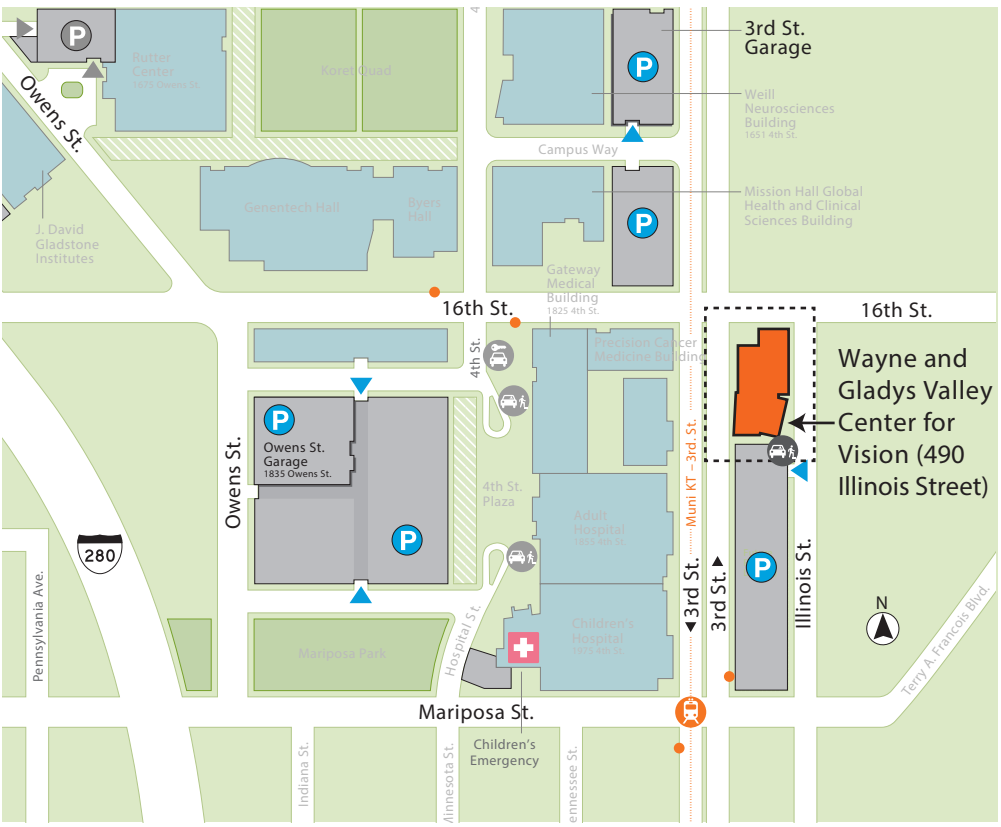 4
P
Rutter
Center
1675 Owens St.
Koret Quad
P
3rd St.
Garage
Owens St.
Weill
Neurosciences
Building
1651 4th St.
Campus Way
Genentech Hall
Byers
Hall
P
Mission Hall Global
Health and Clinical
Sciences Building
J. David
Gladstone
Institutes
Gateway
Medical
Building
1825 4th St.
16th St.
16th St.
4th St.
Precision Cancer
Medicine Building
Wayne and
Gladys Valley
Center for
Vision (490
Illinois Street)
P
Owens St.
Garage
1835 Owens St.
Owens St.
Muni KT – 3rd. St.
4th St.
Plaza
Adult
Hospital
1855 4th St.
P
280
P
3rd St.
3rd St.
Illinois St.
N
Pennsylvania Ave.
Mariposa Park
Hospital St.
Children's
Hospital
1975 4th St.
Terry A. Francois Blvd.
Mariposa St.
Children's
Emergency
Indiana St.
Minnesota St.
ennessee St.